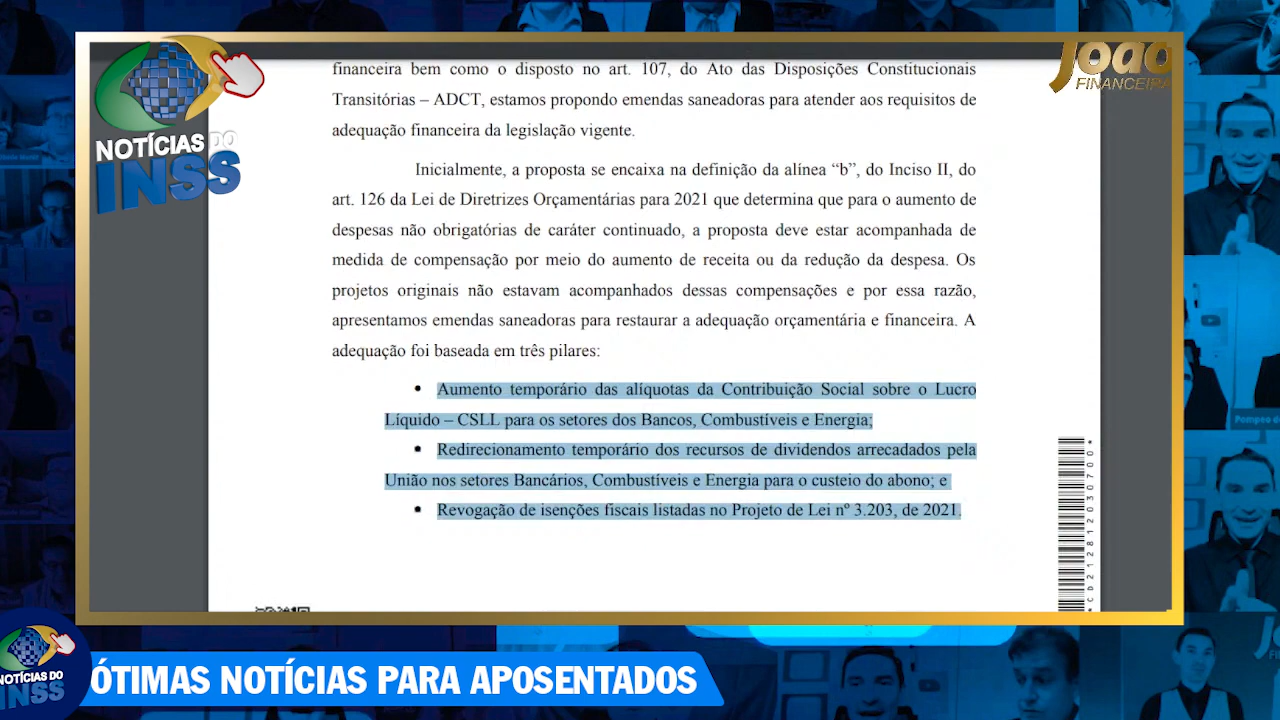 JOÃO
FINANCEIRA
NOTÍCIAS DO
INSS
financeira bem como o disposto no art. 107, do Ato das Disposições Constitucionais
Transitórias – ADCT, estamos propondo emendas saneadoras para atender aos requisitos de
adequação financeira da legislação vigente.
Inicialmente, a proposta se encaixa na definição da alínea “b”, do Inciso II, do
art. 126 da Lei de Diretrizes Orçamentárias para 2021 que determina que para o aumento de
despesas não obrigatórias de caráter continuado, a proposta deve estar acompanhada de
medida de compensação por meio do aumento de receita ou da redução da despesa. Os
projetos originais não estavam acompanhados dessas compensações e por essa razão,
apresentamos emendas saneadoras para restaurar a adequação orçamentária e financeira. A
adequação foi baseada em três pilares:
• Aumento temporário das alíquotas da Contribuição Social sobre o Lucro
Líquido – CSLL para os setores dos Bancos, Combustíveis e Energia;
• Redirecionamento temporário dos recursos de dividendos arrecadados pela
União nos setores Bancários, Combustíveis e Energia para o custeio do abono; e
• Revogação de isenções fiscais listadas no Projeto de Lei nº 3.203, de 2021.
*CD212812030700*
NOTÍCIAS DO
INSS
ÓTIMAS NOTÍCIAS PARA APOSENTADOS